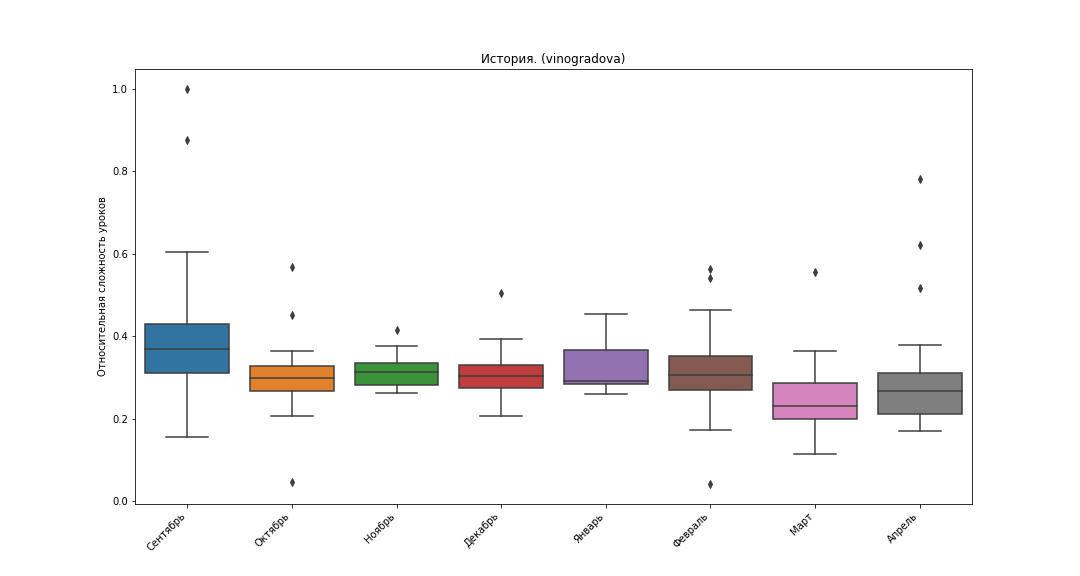 История. (vinogradova)
Относительная сложность уроков
1.0
0.8
0.6
0.4
0.2
0.0
Сентябрь
Октябрь
Ноябрь
Декабрь
Январь
Февраль
Март
Апрель